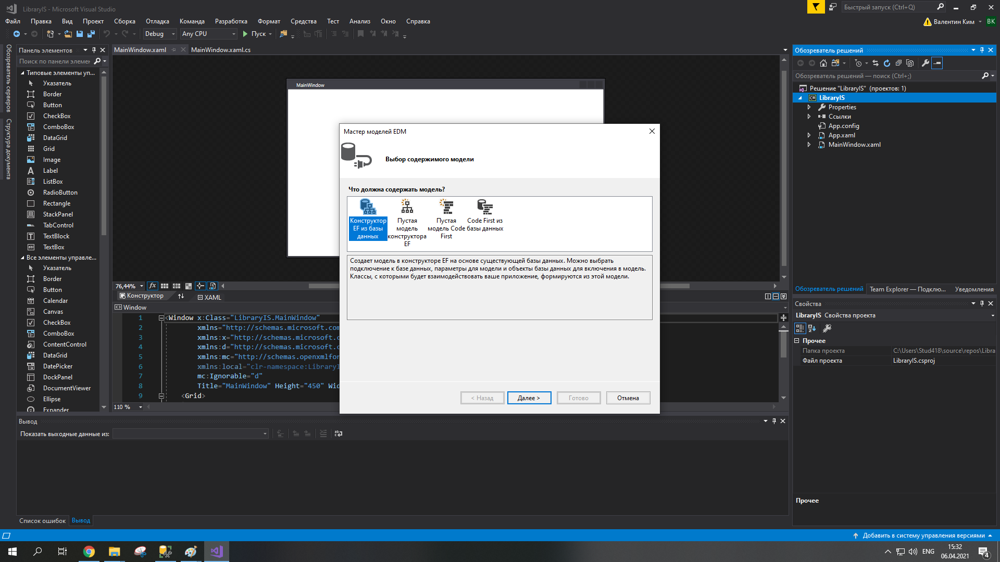 LibraryIS - Microsoft Visual Studio
Быстрый запуск (Ctrl+Q)
Файл Правка Вид Проект Сборка Отладка Команда Разработка Формат Средства Тест Анализ Окно Справка
Валентин Ким ВК
Debug Any CPU Пуск
Обозреватель серверов
Структура документа
Панель элементов
Поиск по панели элемен
Типовые элементы уп...
Указатель
Border
Button
CheckBox
ComboBox
DataGrid
Grid
Image
Label
ListBox
RadioButton
Rectangle
StackPanel
TabControl
TextBlock
TextBox
Все элементы управле...
Указатель
Border
Button
Calendar
Canvas
CheckBox
ComboBox
ContentControl
DataGrid
DatePicker
DockPanel
DocumentViewer
Ellipse
Expander
MainWindow.xaml MainWindow.xaml.cs
MainWindow
76,44%
Конструктор XAML
Window
1 <Window x:Class="LibraryIS.MainWindow"
2 xmlns="http://schemas.microsoft.com
3 xmlns:x="http://schemas.microsoft.c
4 xmlns:d="http://schemas.microsoft.c
5 xmlns:mc="http://schemas.openxmlfor
6 xmlns:local="clr-namespace:LibraryI
7 mc:Ignorable="d"
8 Title="MainWindow" Height="450" Wid
9 <Grid>
110 %
Мастер моделей EDM
Выбор содержимого модели
Что должна содержать модель?
Конструктор EF из базы данных
Пустая модель конструктора EF
Пустая модель Code First
Code First из базы данных
Создает модель в конструкторе EF на основе существующей базы данных. Можно выбрать
подключение к базе данных, параметры для модели и объекты базы данных для включения в модель.
Классы, с которыми будет взаимодействовать ваше приложение, формируются из этой модели.
< Назад Далее > Готово Отмена
Обозреватель решений
Обозреватель решений — поиск (Ctrl+;)
Решение "LibraryIS" (проектов: 1)
LibraryIS
Properties
Ссылки
App.config
App.xaml
MainWindow.xaml
Обозреватель решений Team Explorer — Подклю... Уведомления
Свойства
LibraryIS Свойства проекта
Прочее
Папка проекта C:\Users\Stud418\source\repos\Libra
Файл проекта LibraryIS.csproj
Прочее
Вывод
Показать выходные данные из:
Список ошибок Вывод
Добавить в систему управления версиями
ENG
15:32
06.04.2021
4